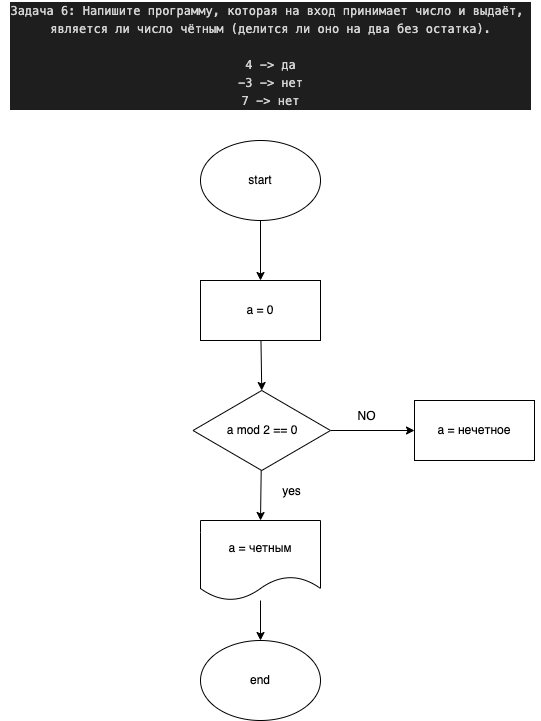 Задача 6: Напишите программу, которая на вход принимает число и выдаёт,
является ли число чётным (делится ли оно на два без остатка).
4 -> да
-3 -> нет
7 -> нет
start
a = 0
a mod 2 == 0
NO
a = нечетное
yes
a = четным
end